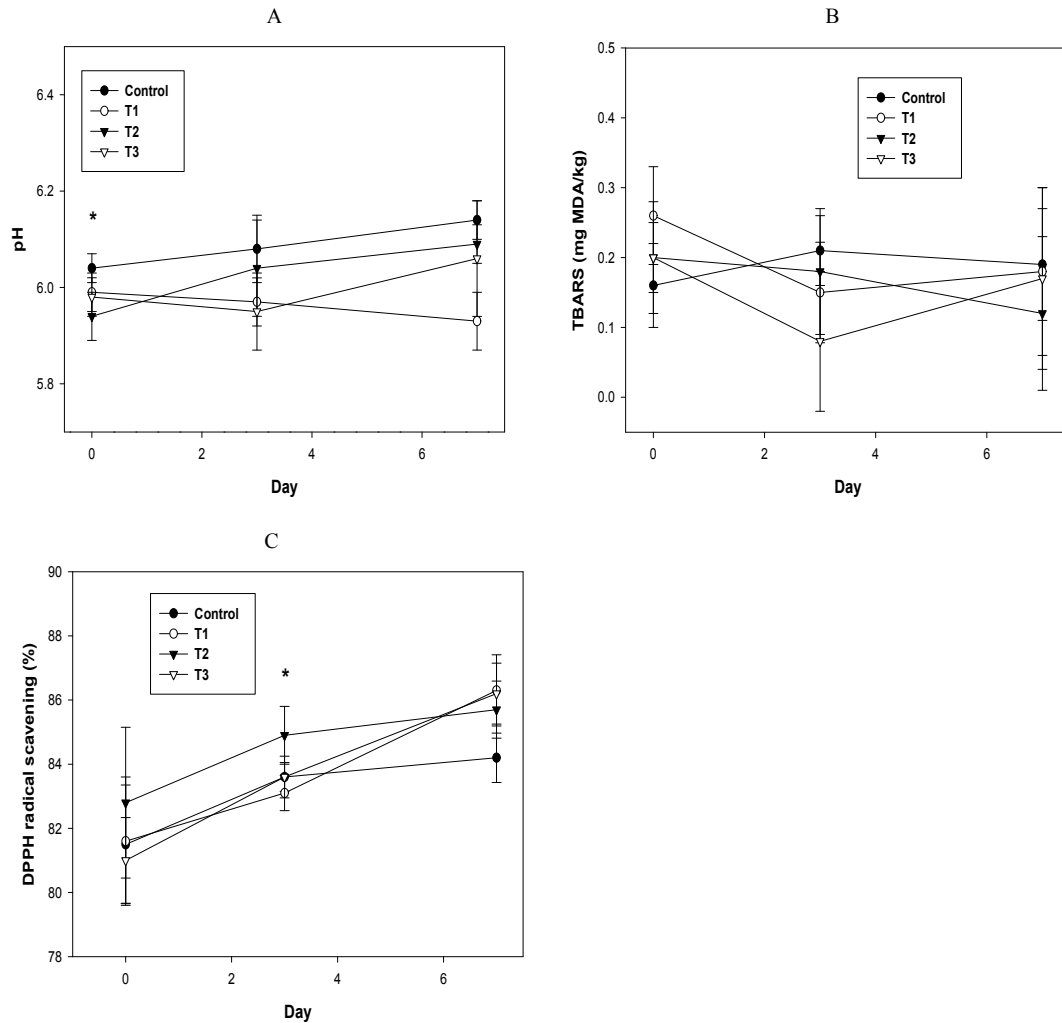 A
6.4
6.2
6.0
5.8
pH
Control
T1
T2
T3
*
0
2
4
6
Day
B
0.5
0.4
0.3
0.2
0.1
0.0
TBARS (mg MDA/kg)
Control
T1
T2
T3
0
2
4
6
Day
C
90
88
86
84
82
80
78
DPPH radical scavening (%)
Control
T1
T2
T3
*
0
2
4
6
Day